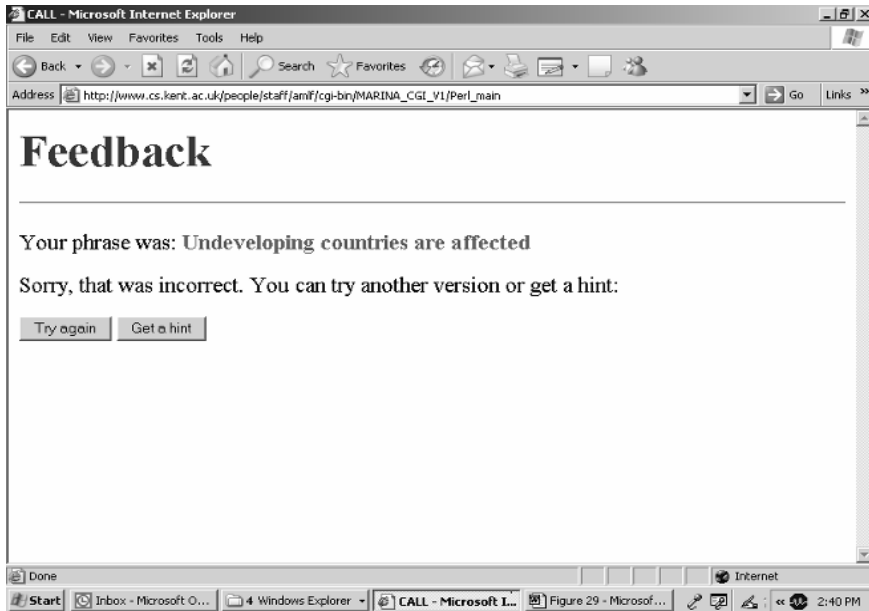 CALL - Microsoft Internet Explorer
File Edit View Favorites Tools Help
Back Search Favorites
Address http://www.cs.kent.ac.uk/people/staff/amlf/cgi-bin/MARINA_CGI_V1/Perl_main Go Links »
Feedback
Your phrase was: Undeveloping countries are affected
Sorry, that was incorrect. You can try another version or get a hint:
Try again Get a hint
Done Internet
Start Inbox - Microsoft O... 4 Windows Explorer CALL - Microsoft I... Figure 29 - Microsof... « 2:40 PM